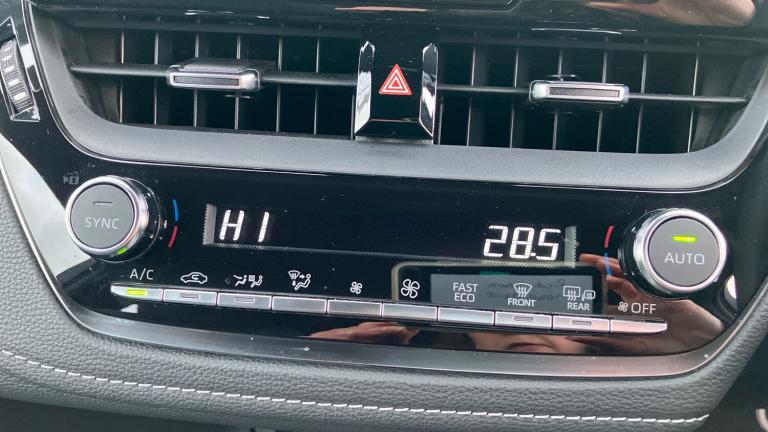 HI 28.5
SYNC
AUTO
A/C
FAST
ECO
FRONT
REAR
OFF